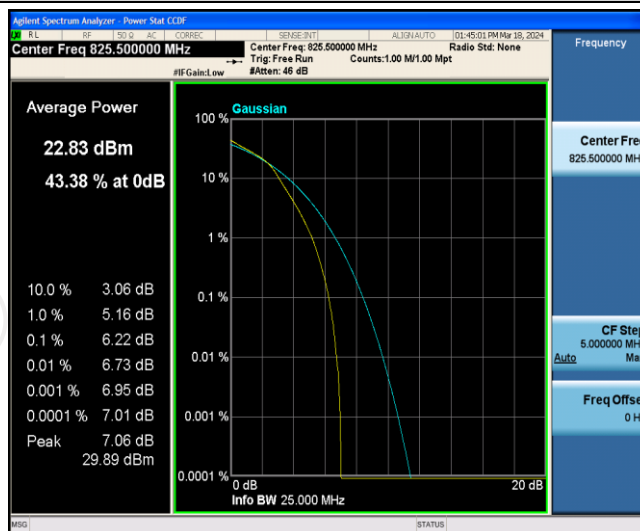 Agilent Spectrum Analyzer - Power Stat CCDF
RL RF 50 Ω AC CORREC SENSE:INT ALIGNAUTO 01:45:01 PM Mar 18, 2024
Center Freq 825.500000 MHz
Center Freq: 825.500000 MHz Radio Std: None
Trig: Free Run Counts:1.00 M/1.00 Mpt
#IFGain:Low #Atten: 46 dB
Frequency
Average Power
22.83 dBm
43.38 % at 0dB
10.0 % 3.06 dB
1.0 % 5.16 dB
0.1 % 6.22 dB
0.01 % 6.73 dB
0.001 % 6.95 dB
0.0001 % 7.01 dB
Peak 7.06 dB
29.89 dBm
Gaussian
100 %
10 %
1 %
0.1 %
0.01 %
0.001 %
0.0001 %
0 dB 20 dB
Info BW 25.000 MHz
Center Fre
825.500000 MH
CF Ste
5.000000 MH
Auto Ma
Freq Offse
0 H
MSG STATUS